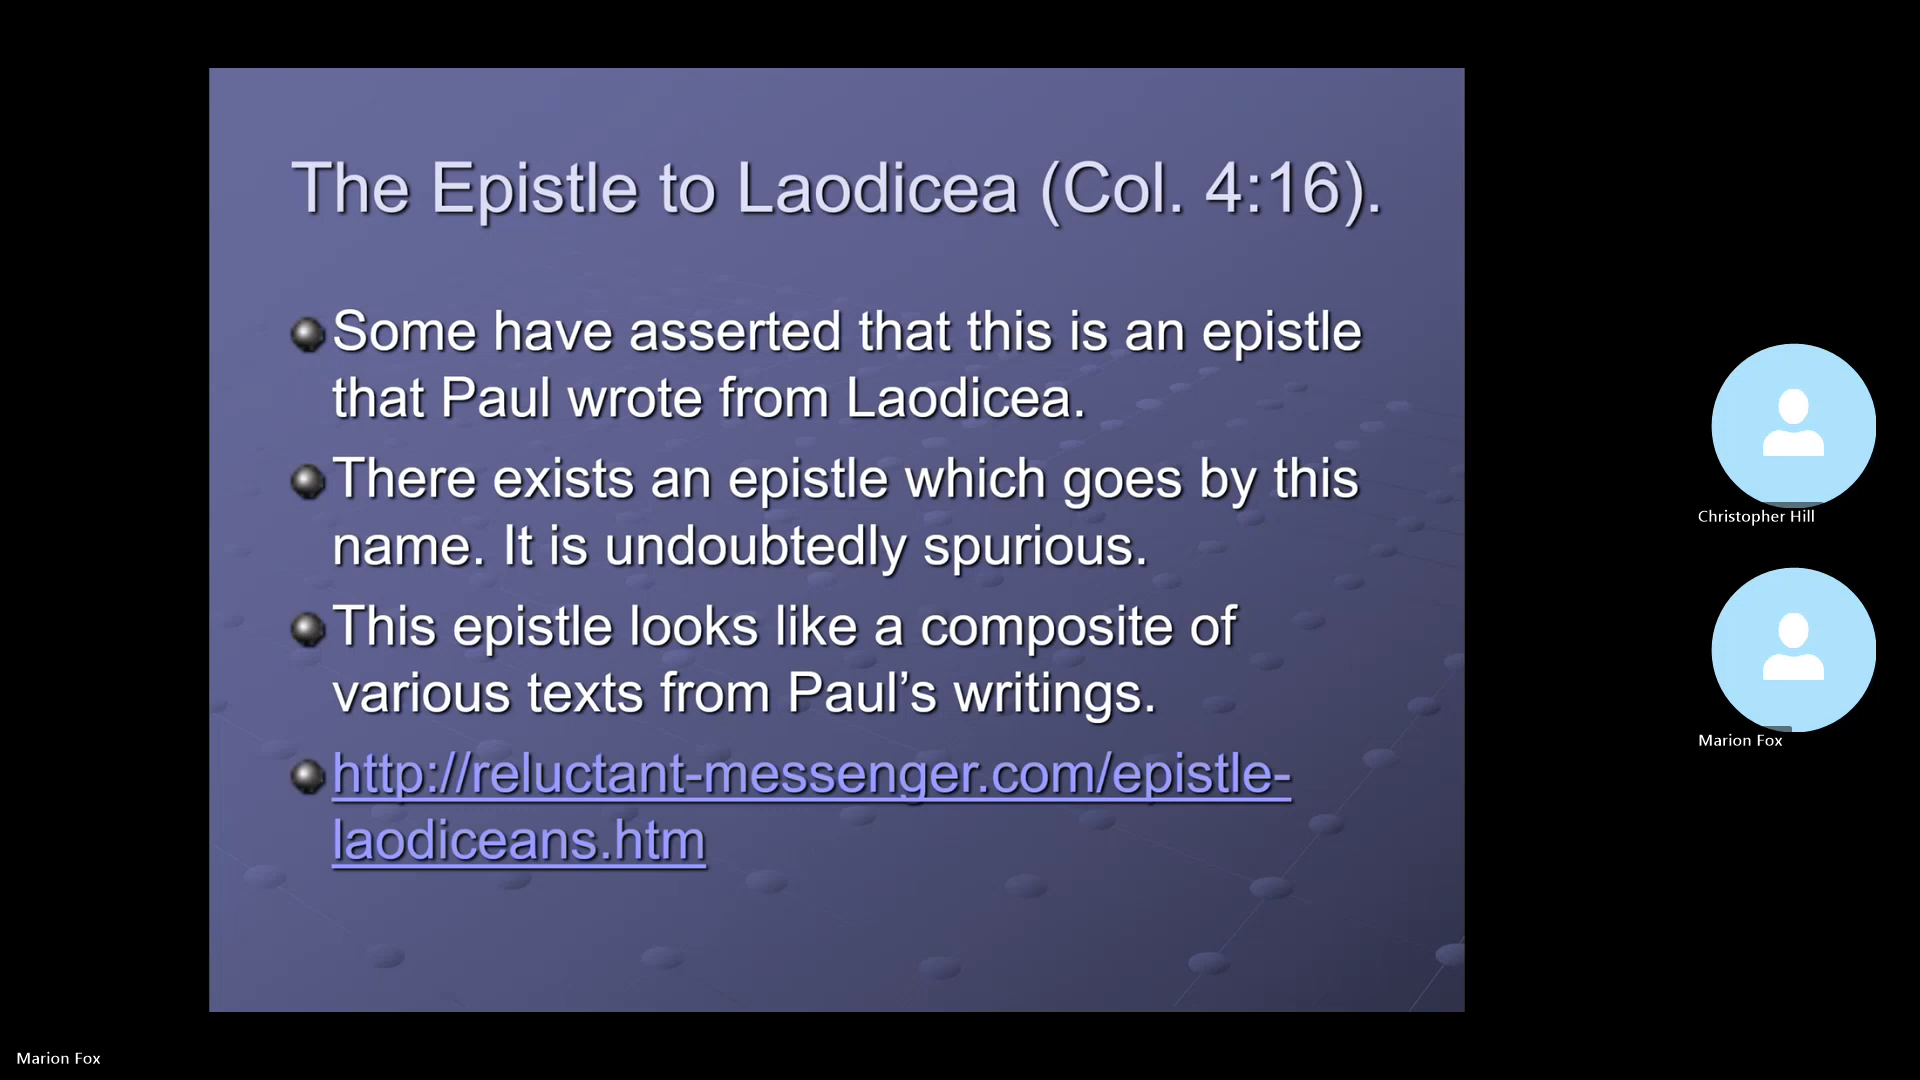 The Epistle to Laodicea (Col. 4:16).
Some have asserted that this is an epistle
that Paul wrote from Laodicea.
There exists an epistle which goes by this
name. It is undoubtedly spurious.
This epistle looks like a composite of
various texts from Paul’s writings.
http://reluctant-messenger.com/epistle-
laodiceans.htm
Christopher Hill
Marion Fox
Marion Fox